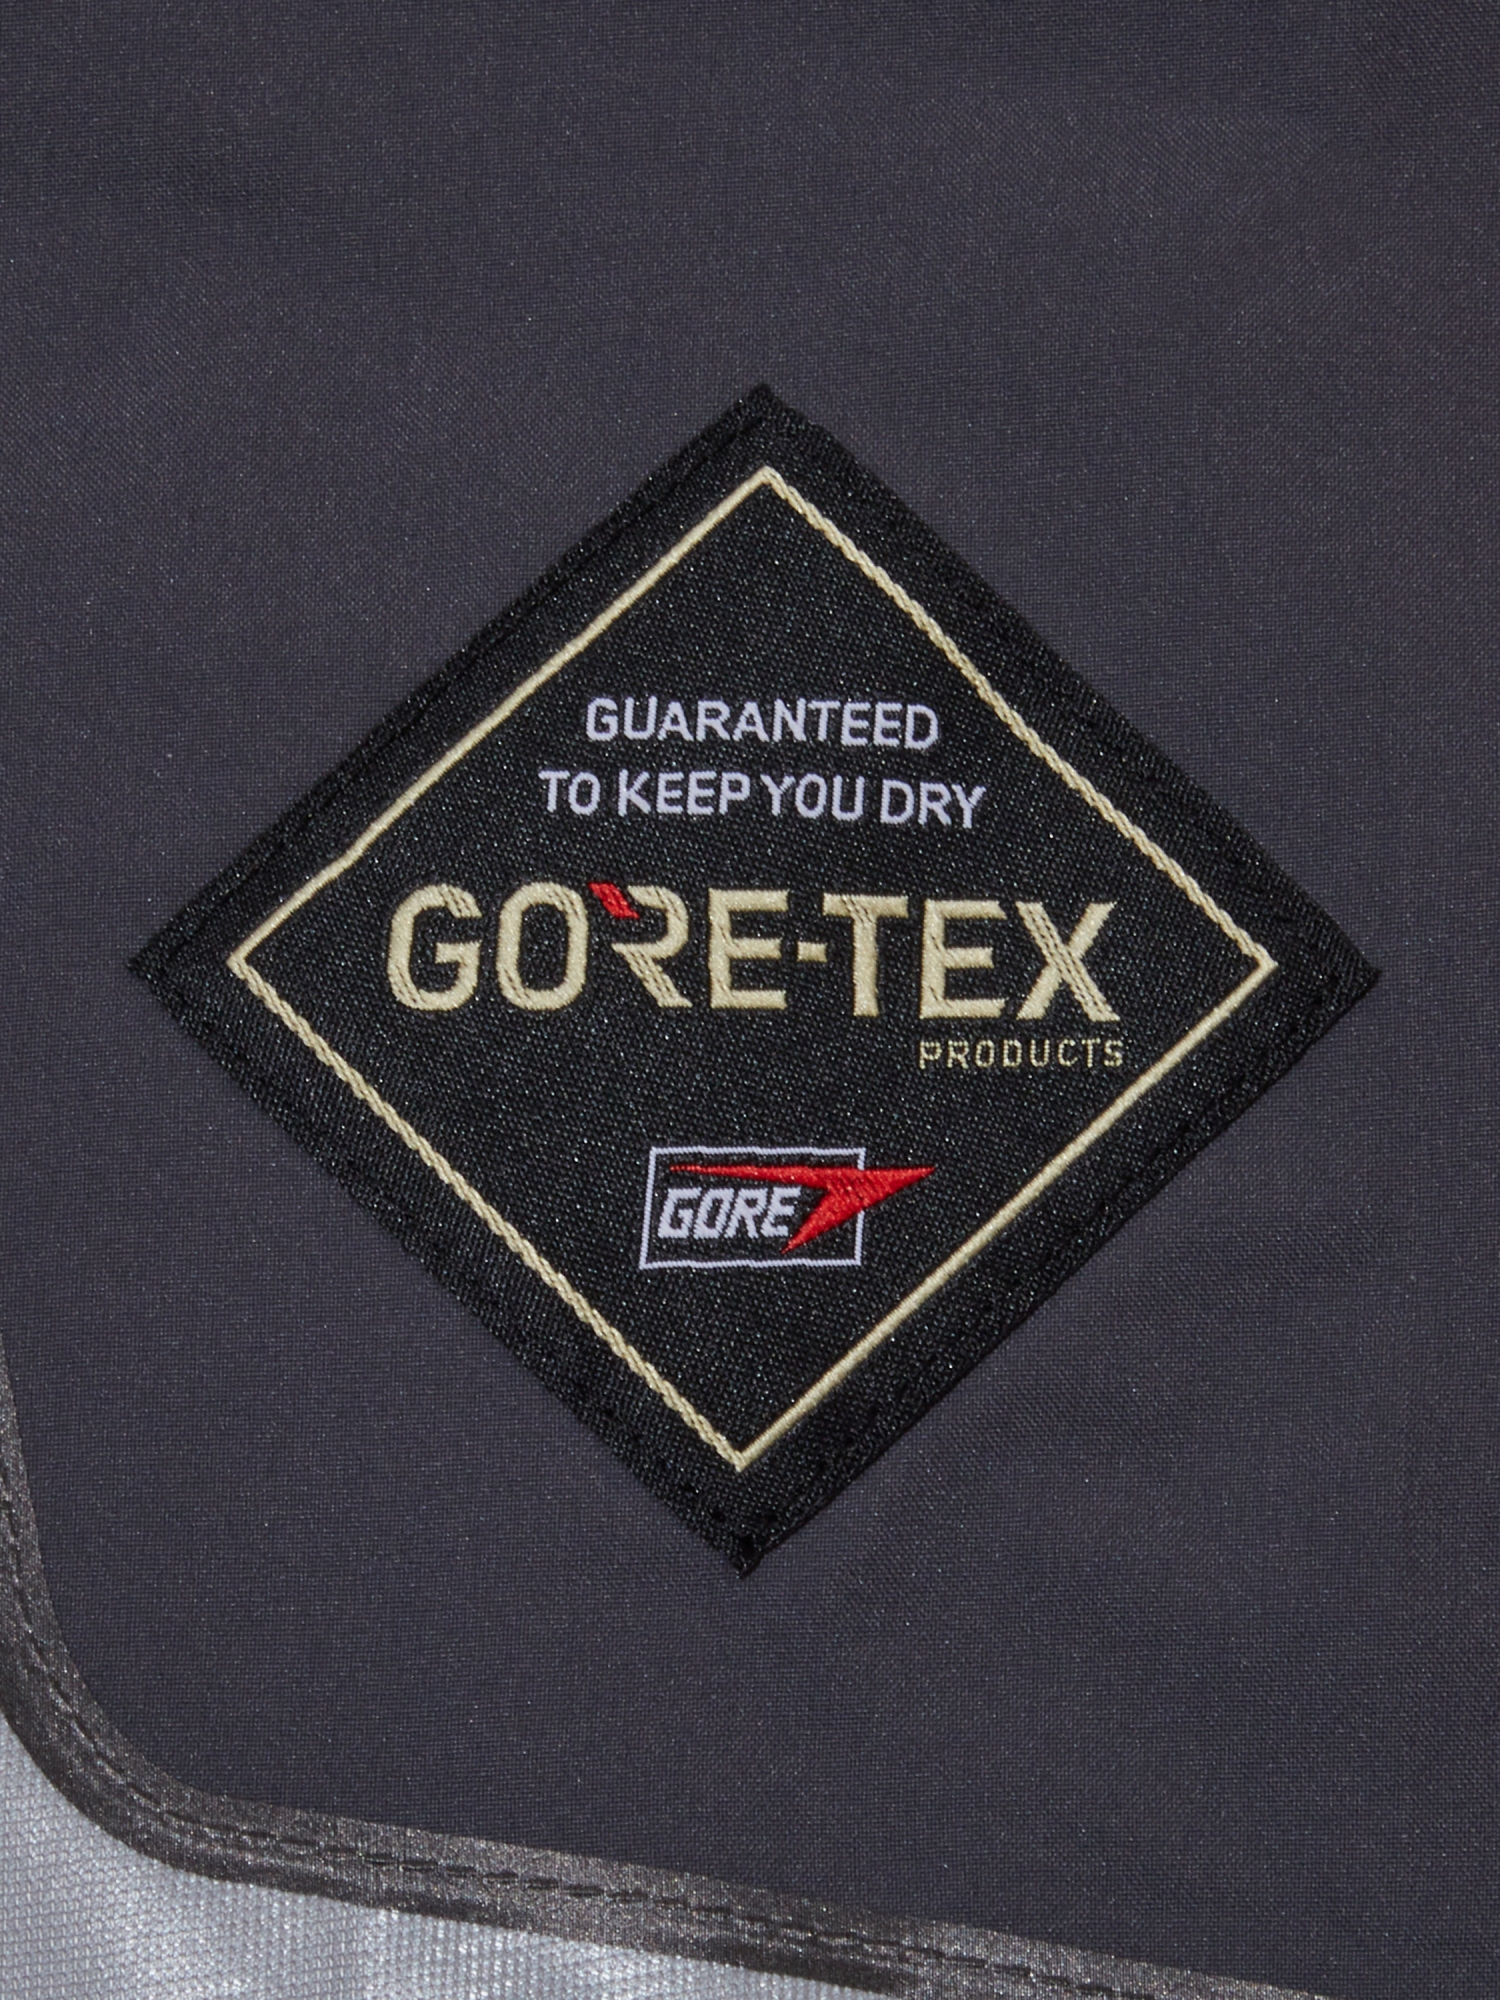 GUARANTEED
TO KEEP YOU DRY
GORE-TEX
PRODUCTS
GORE